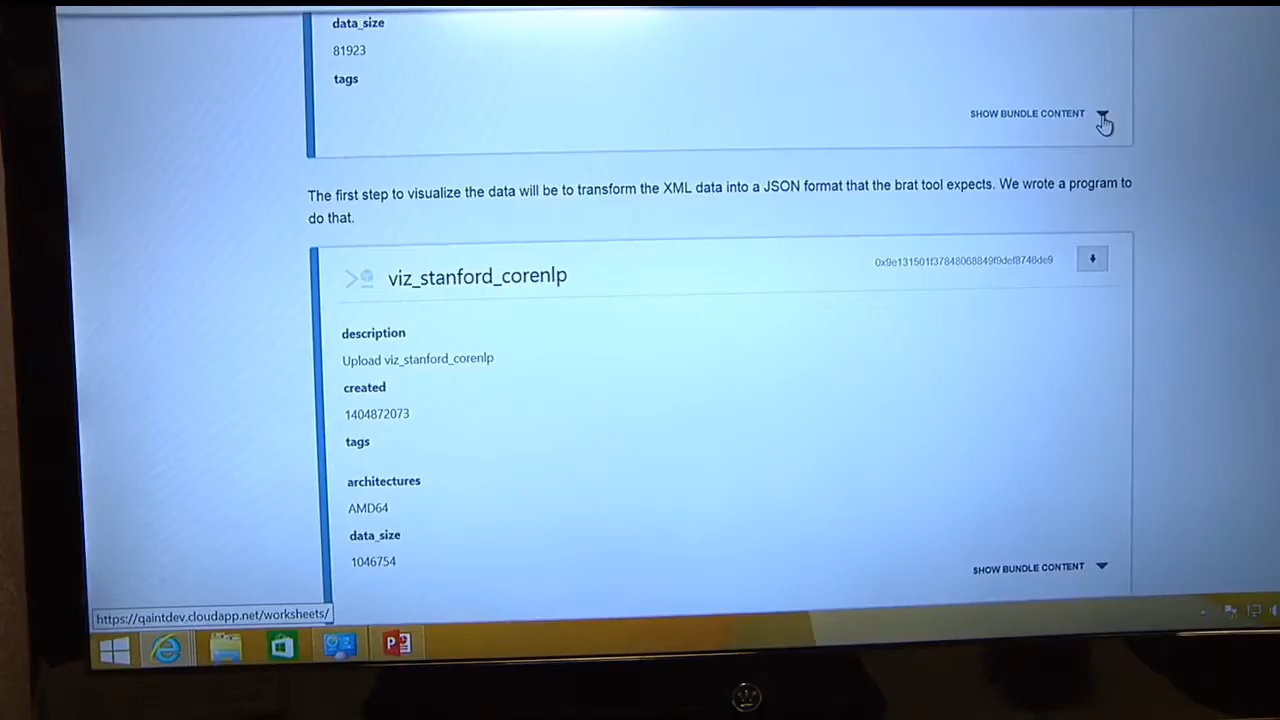 data_size
81923
tags
SHOW BUNDLE CONTENT
The first step to visualize the data will be to transform the XML data into a JSON format that the brat tool expects. We wrote a program to
do that.
viz_stanford_corenlp
description
Upload viz_stanford_corenlp
created
1404872073
tags
architectures
AMD64
data_size
1046754
SHOW BUNDLE CONTENT
https://qaintdev.cloudapp.net/worksheets/